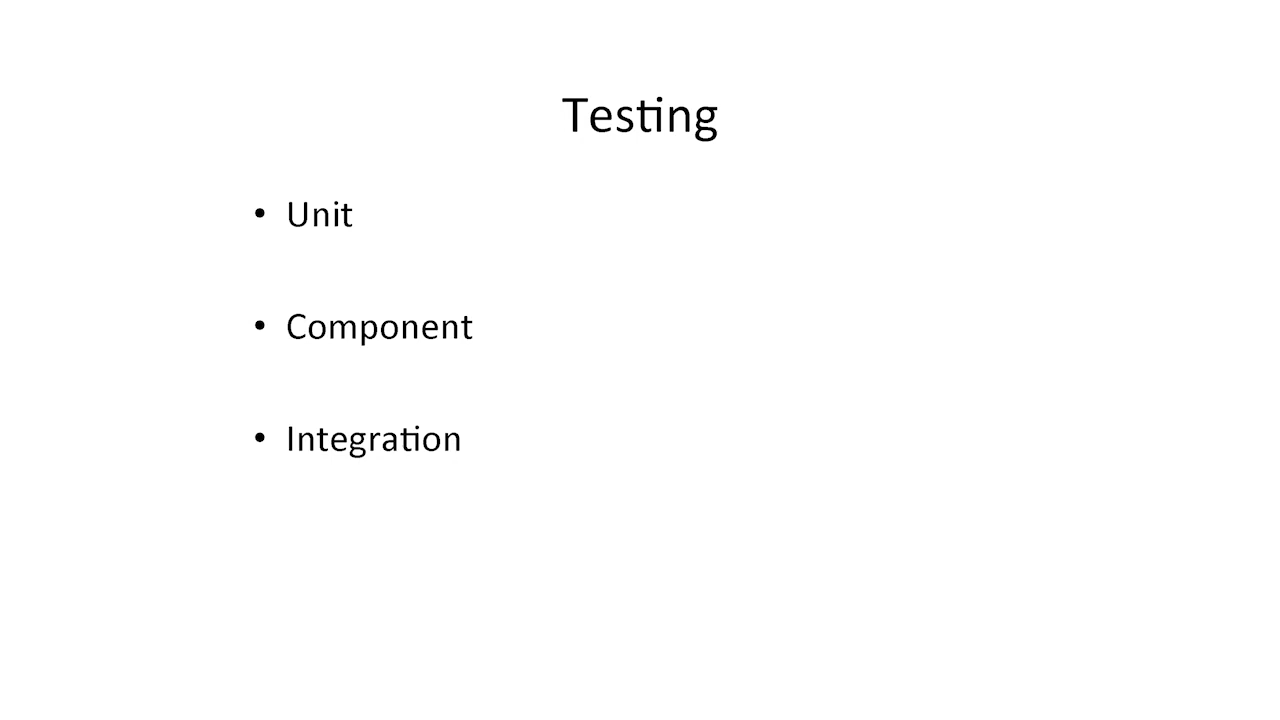 Testing
• Unit
• Component
• Integration